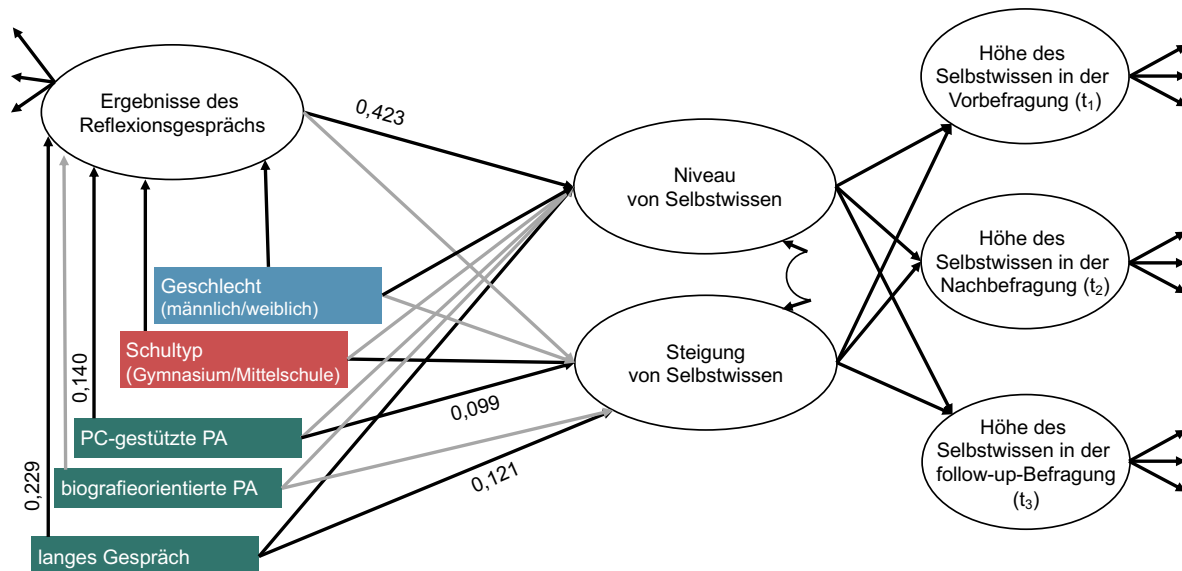 Ergebnisse des
Reflexionsgesprächs
0,423
Niveau
von Selbstwissen
Steigung
von Selbstwissen
Höhe des
Selbstwissen in der
Vorbefragung (t₁)
Höhe des
Selbstwissen in der
Nachbefragung (t₂)
Höhe des
Selbstwissen in der
follow-up-Befragung
(t₃)
Geschlecht
(männlich/weiblich)
Schultyp
(Gymnasium/Mittelschule)
0,140
PC-gestützte PA
0,099
biografieorientierte PA
0,229
0,121
langes Gespräch